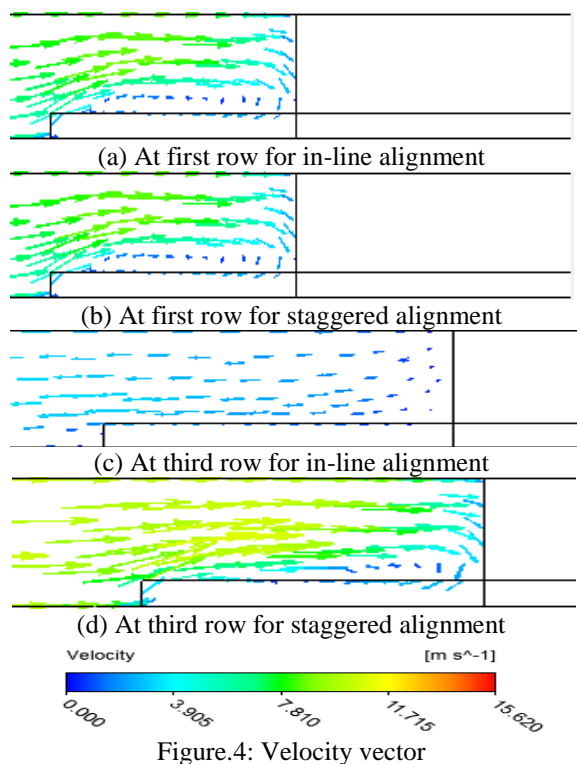 (a) At first row for in-line alignment
(b) At first row for staggered alignment
(c) At third row for in-line alignment
(d) At third row for staggered alignment
Velocity [m s^-1]
0.000 3.905 7.810 11.715 15.620
Figure.4: Velocity vector